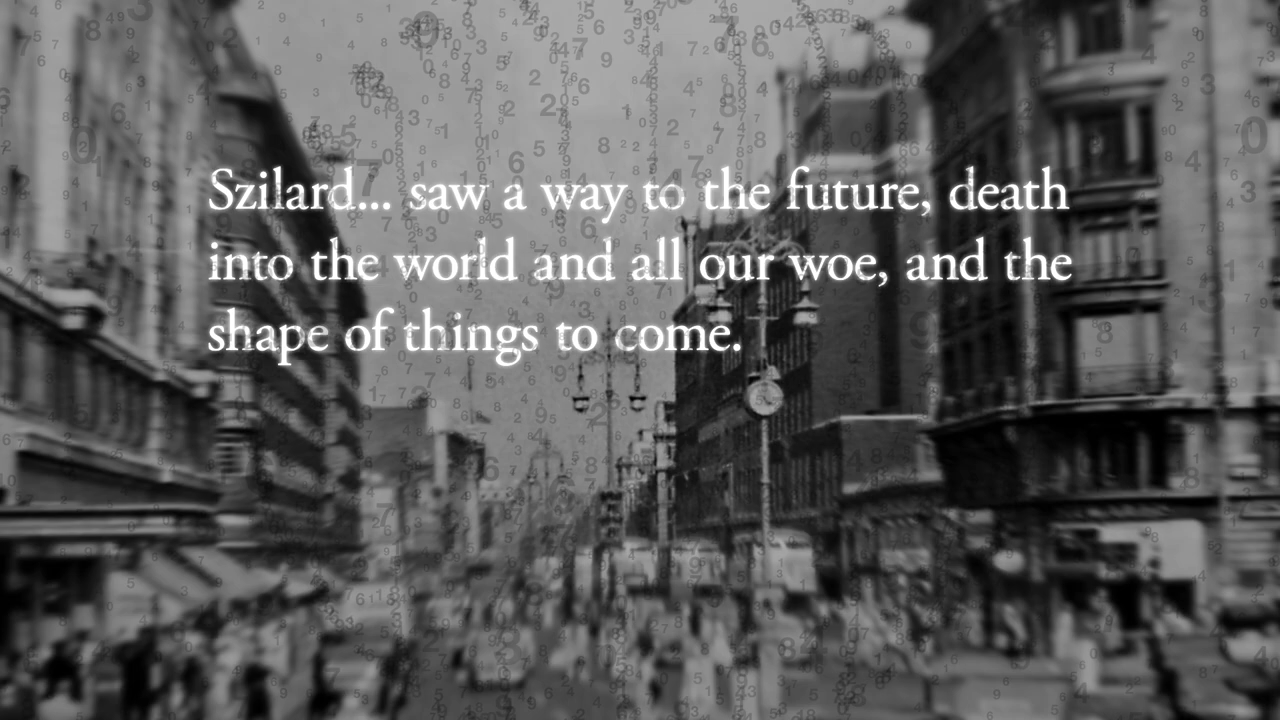 Szilard... saw a way to the future, death
into the world and all our woe, and the
shape of things to come.